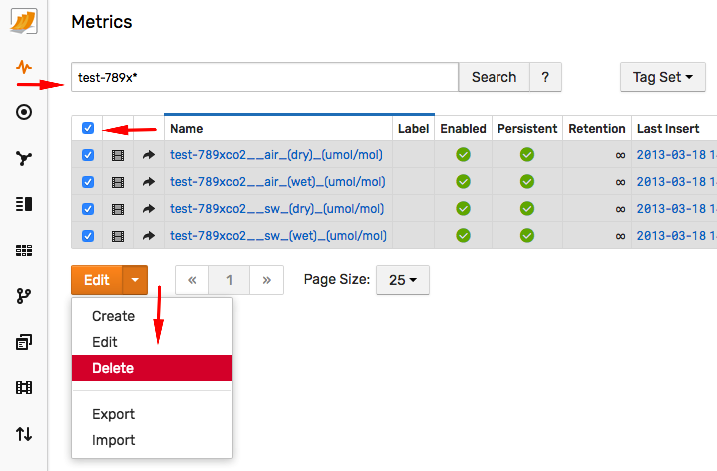 Metrics
test-789x* Search ? Tag Set
Name Label Enabled Persistent Retention Last Insert
test-789xco2__air_(dry)_(umol/mol) ∞ 2013-03-18 1
test-789xco2__air_(wet)_(umol/mol) ∞ 2013-03-18 1
test-789xco2__sw_(dry)_(umol/mol) ∞ 2013-03-18 1
test-789xco2__sw_(wet)_(umol/mol) ∞ 2013-03-18 1
Edit « 1 » Page Size: 25
Create
Edit
Delete
Export
Import